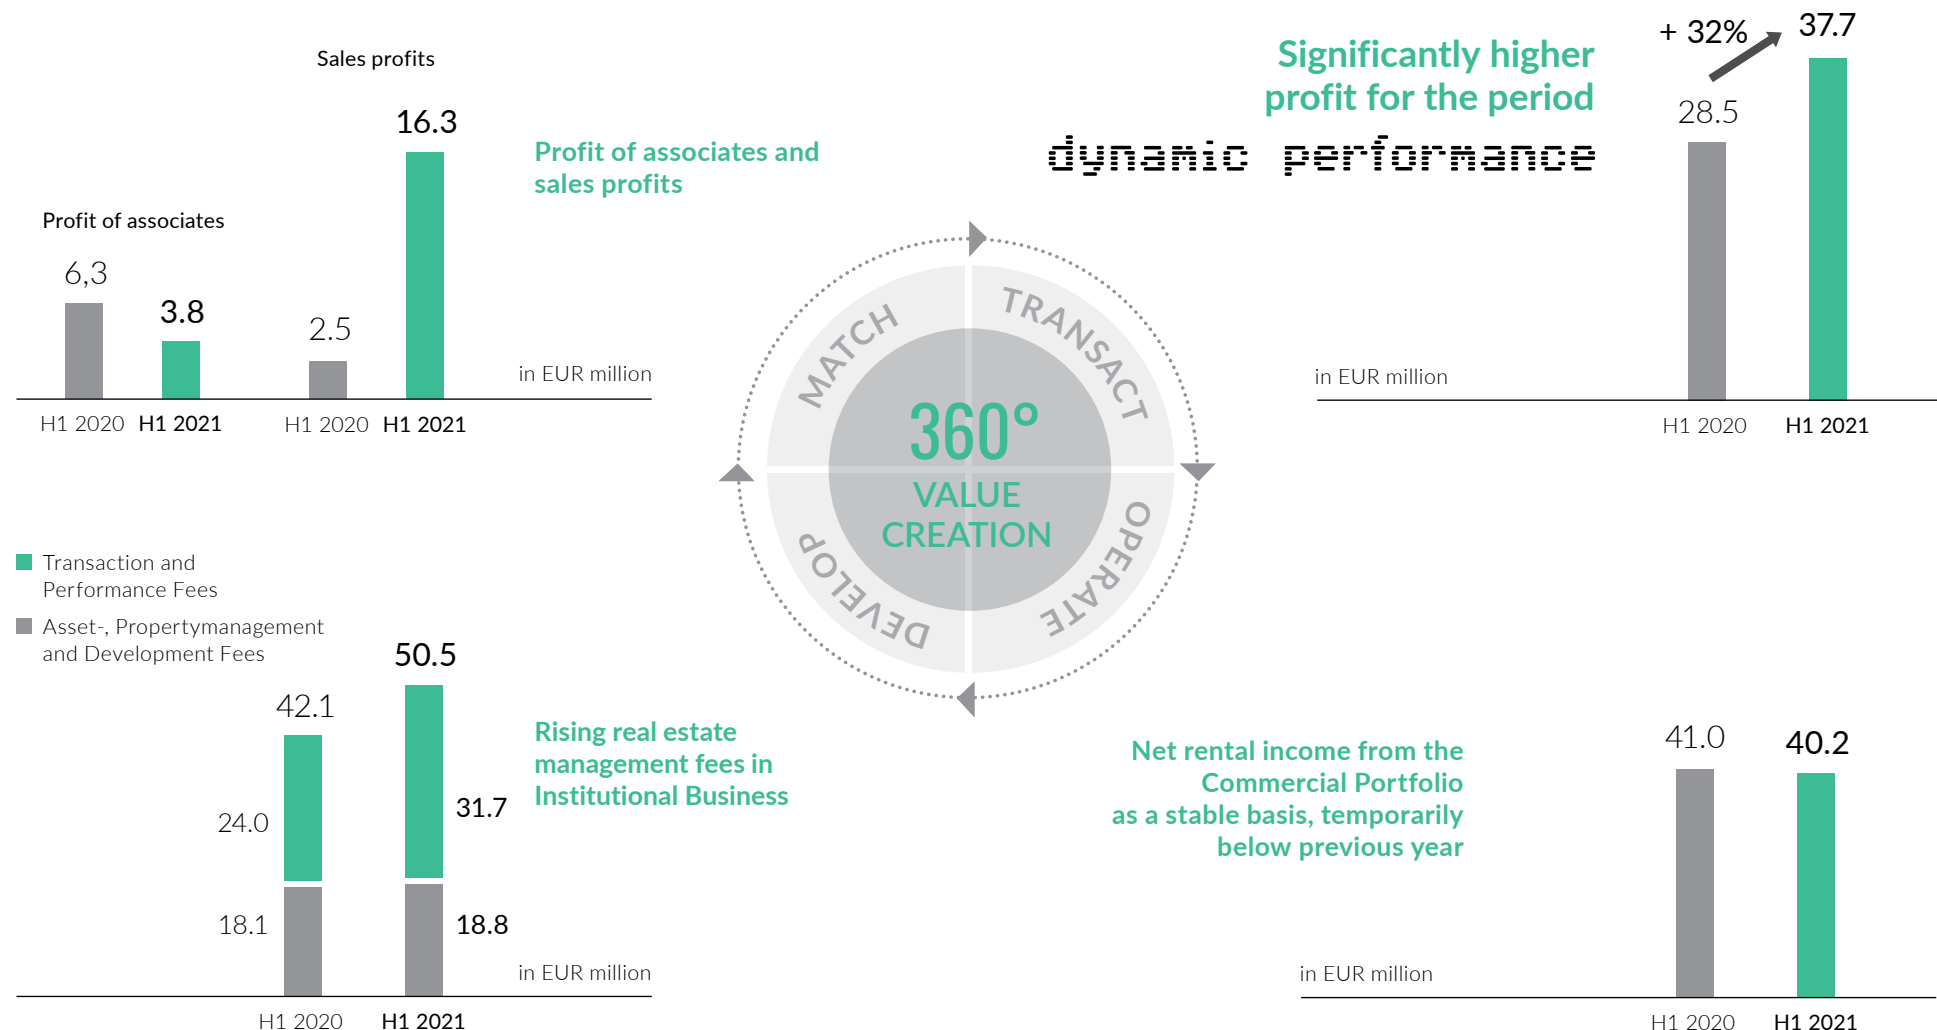 Sales profits
16.3
Profit of associates
6,3
3.8
2.5
in EUR million
H1 2020 H1 2021
H1 2020 H1 2021
Profit of associates and
sales profits
Significantly higher
profit for the period
dynamic performance
+ 32%
37.7
28.5
in EUR million
H1 2020 H1 2021
MATCH
TRANSACT
OPERATE
DEVELOP
360°
VALUE
CREATION
Transaction and
Performance Fees
Asset-, Propertymanagement
and Development Fees
50.5
42.1
24.0
31.7
18.1
18.8
in EUR million
H1 2020 H1 2021
Rising real estate
management fees in
Institutional Business
Net rental income from the
Commercial Portfolio
as a stable basis, temporarily
below previous year
41.0
40.2
in EUR million
H1 2020 H1 2021